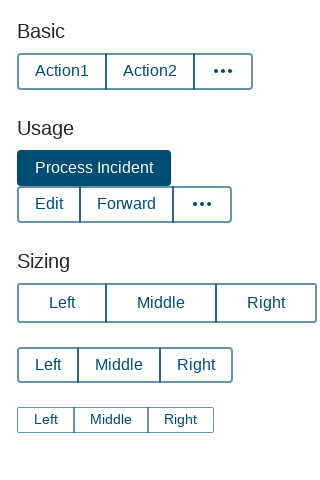 Basic
Action1 Action2 •••
Usage
Process Incident
Edit Forward •••
Sizing
Left Middle Right
Left Middle Right
Left Middle Right